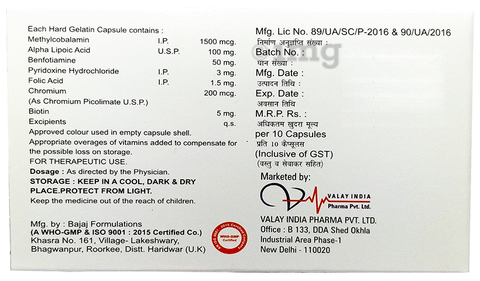 Each Hard Gelatin Capsule contains :
Methylcobalamin I.P. 1500 mcg.
Alpha Lipoic Acid U.S.P. 100 mg.
Benfotiamine 50 mg.
Pyridoxine Hydrochloride I.P. 3 mg.
Folic Acid I.P. 1.5 mg.
Chromium 200 mcg.
(As Chromium Picolimate U.S.P.)
Biotin 5 mg.
Excipients q.s.
Approved colour used in empty capsule shell.
Appropriate overages of vitamins added to compensate for
the possible loss on storage.
FOR THERAPEUTIC USE.
Dosage : As directed by the Physician.
STORAGE : KEEP IN A COOL, DARK & DRY
PLACE.PROTECT FROM LIGHT.
Keep the medicine out of the reach of children.
Mfg. by : Bajaj Formulations
(A WHO-GMP & ISO 9001 : 2015 Certified Co.)
Khasra No. 161, Village- Lakeshwary,
Bhagwanpur, Roorkee, Distt. Haridwar (U.K)
WHO-GMP
Certified
Mfg. Lic No. 89/UA/SC/P-2016 & 90/UA/2016
निर्माण अनुज्ञप्ति संख्या :
Batch No. :
घान संख्या :
Mfg. Date :
उत्पादन तिथि :
Exp. Date :
अवसान तिथि
M.R.P. Rs. :
अधिकतम खुदरा मूल्य
per 10 Capsules
प्रति 10 कैप्सूलस
(Inclusive of GST)
(वस्तु व सेवाकर सहित)
Marketed by:
VALAY INDIA
Pharma Pvt. Ltd.
VALAY INDIA PHARMA PVT. LTD.
Office : B 133, DDA Shed Okhla
Industrial Area Phase-1
New Delhi - 110020